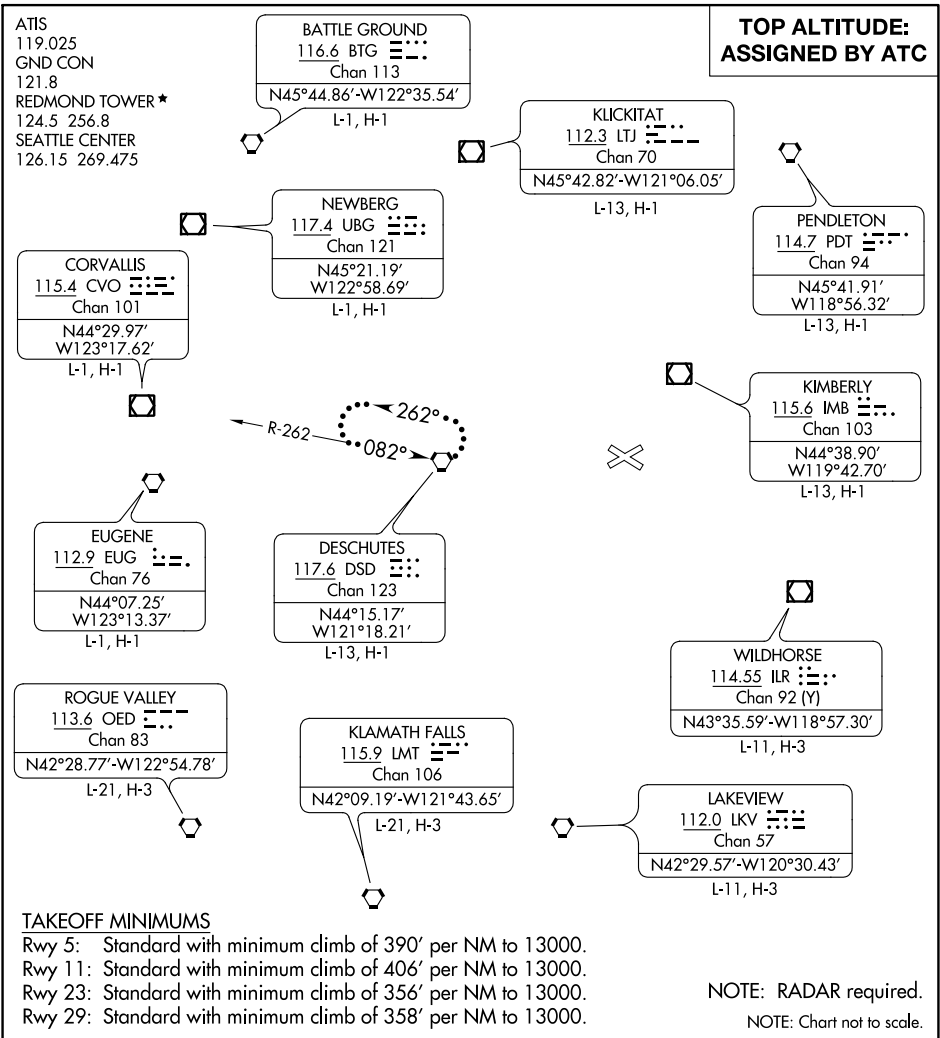 ATIS
119.025
GND CON
121.8
REDMOND TOWER ★
124.5 256.8
SEATTLE CENTER
126.15 269.475
BATTLE GROUND
116.6 BTG
Chan 113
N45°44.86′-W122°35.54′
L-1, H-1
TOP ALTITUDE:
ASSIGNED BY ATC
KLICKITAT
112.3 LTJ
Chan 70
N45°42.82′-W121°06.05′
L-13, H-1
NEWBERG
117.4 UBG
Chan 121
N45°21.19′
W122°58.69′
L-1, H-1
PENDLETON
114.7 PDT
Chan 94
N45°41.91′
W118°56.32′
L-13, H-1
CORVALLIS
115.4 CVO
Chan 101
N44°29.97′
W123°17.62′
L-1, H-1
KIMBERLY
115.6 IMB
Chan 103
N44°38.90′
W119°42.70′
L-13, H-1
262°
R-262
082°
EUGENE
112.9 EUG
Chan 76
N44°07.25′
W123°13.37′
L-1, H-1
DESCHUTES
117.6 DSD
Chan 123
N44°15.17′
W121°18.21′
L-13, H-1
WILDHORSE
114.55 ILR
Chan 92 (Y)
N43°35.59′-W118°57.30′
L-11, H-3
ROGUE VALLEY
113.6 OED
Chan 83
N42°28.77′-W122°54.78′
L-21, H-3
KLAMATH FALLS
115.9 LMT
Chan 106
N42°09.19′-W121°43.65′
L-21, H-3
LAKEVIEW
112.0 LKV
Chan 57
N42°29.57′-W120°30.43′
L-11, H-3
TAKEOFF MINIMUMS
Rwy 5: Standard with minimum climb of 390′ per NM to 13000.
Rwy 11: Standard with minimum climb of 406′ per NM to 13000.
Rwy 23: Standard with minimum climb of 356′ per NM to 13000.
Rwy 29: Standard with minimum climb of 358′ per NM to 13000.
NOTE: RADAR required.
NOTE: Chart not to scale.